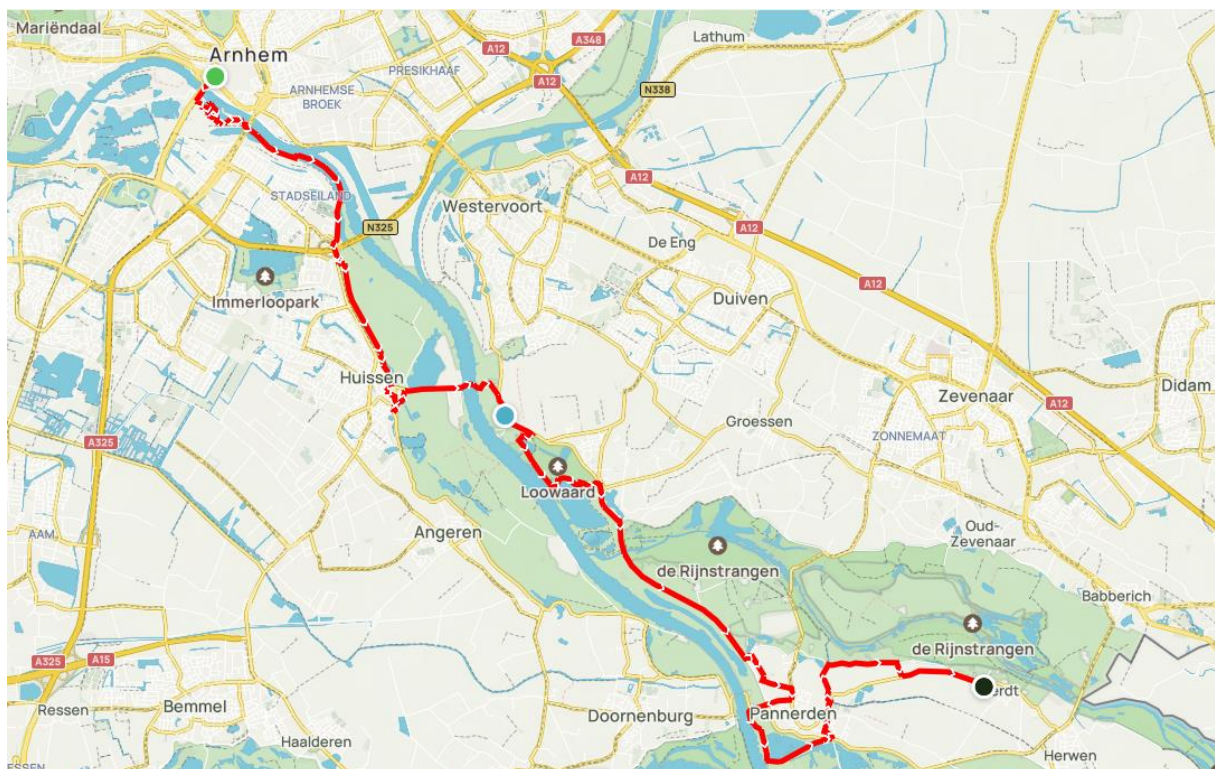 Mariëndaal
Arnhem
A12
A348
Lathum
PRESIKHAAF
A12
N338
ARNHEMSE
BROEK
A12
STADSEILAND
Westervoort
N325
A12
De Eng
A12
Immerloopark
Duiven
Huissen
Didam
Zevenaar
A12
Groessen
ZONNEMAAT
A325
Loowaard
Angeren
AAM
Oud-
Zevenaar
de Rijnstrangen
Babberich
de Rijnstrangen
A325
A15
Ressen
Bemmel
Doornenburg
Pannerden
erdt
Haalderen
Herwen
ESSEN